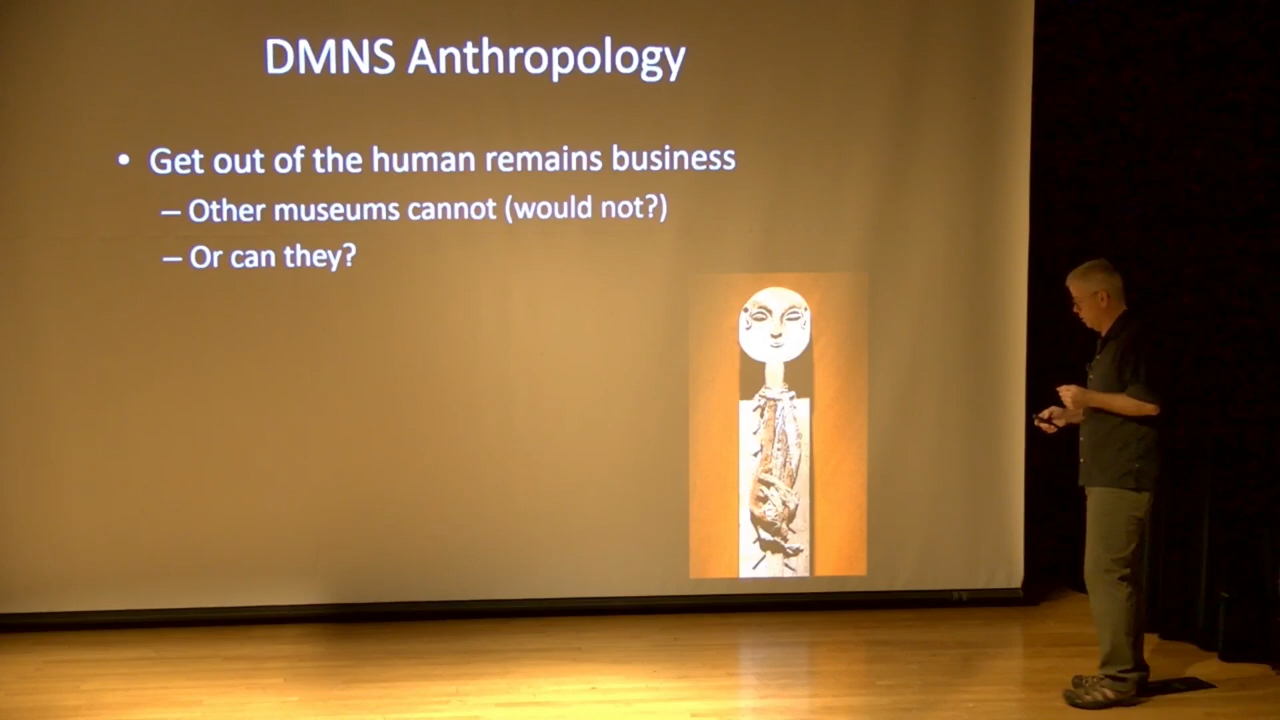 DMNS Anthropology
• Get out of the human remains business
– Other museums cannot (would not?)
– Or can they?